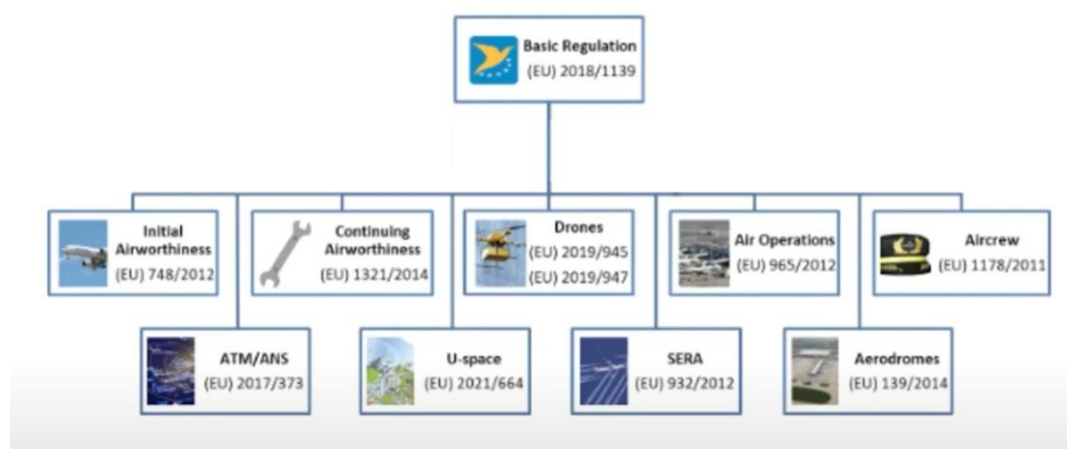 Basic Regulation
(EU) 2018/1139
Initial
Airworthiness
(EU) 748/2012
Continuing
Airworthiness
(EU) 1321/2014
Drones
(EU) 2019/945
(EU) 2019/947
Air Operations
(EU) 965/2012
Aircrew
(EU) 1178/2011
ATM/ANS
(EU) 2017/373
U-space
(EU) 2021/664
SERA
(EU) 932/2012
Aerodromes
(EU) 139/2014